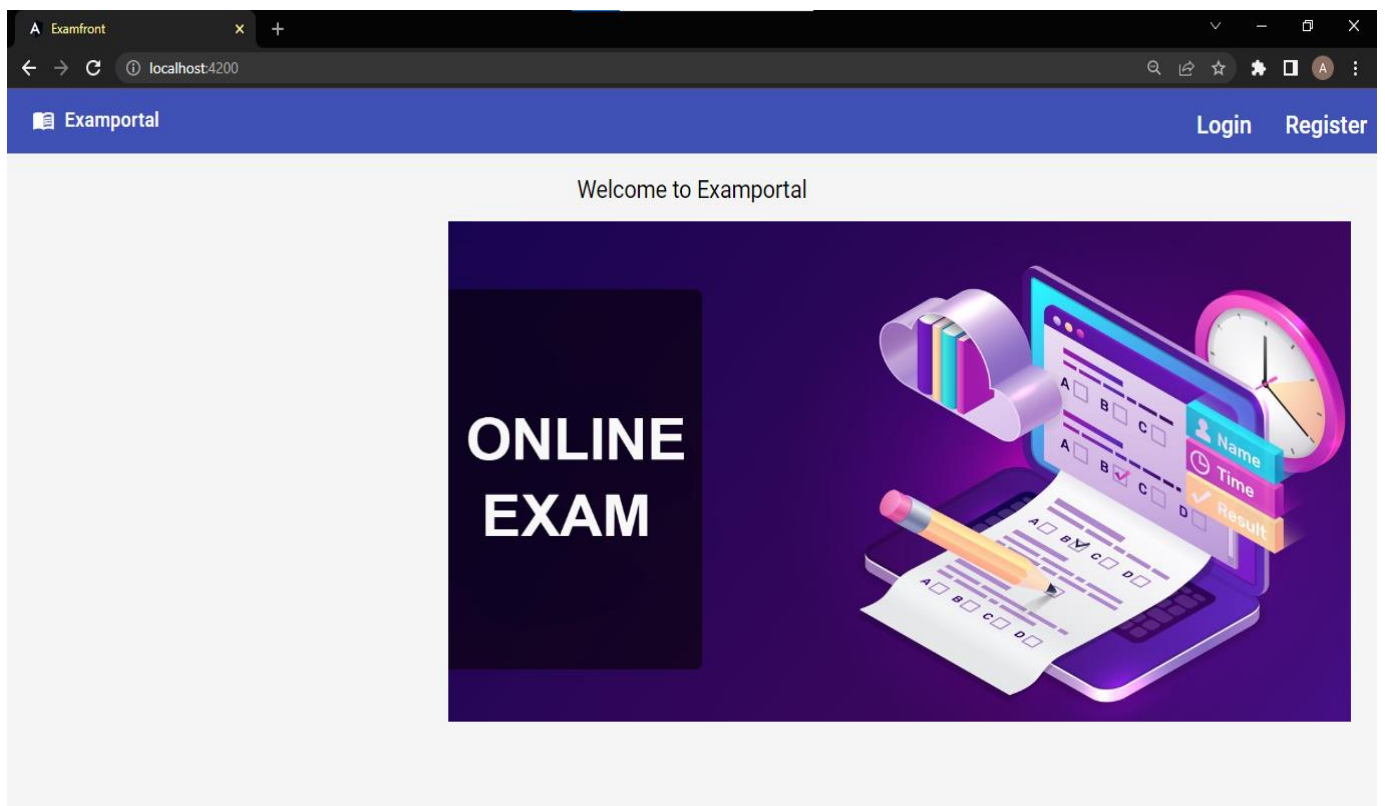 Examfront
localhost:4200
A
Examportal
Login Register
Welcome to Examportal
ONLINE
EXAM
A B C
A B C D
Name
Time
Result
A B C D
A B C D